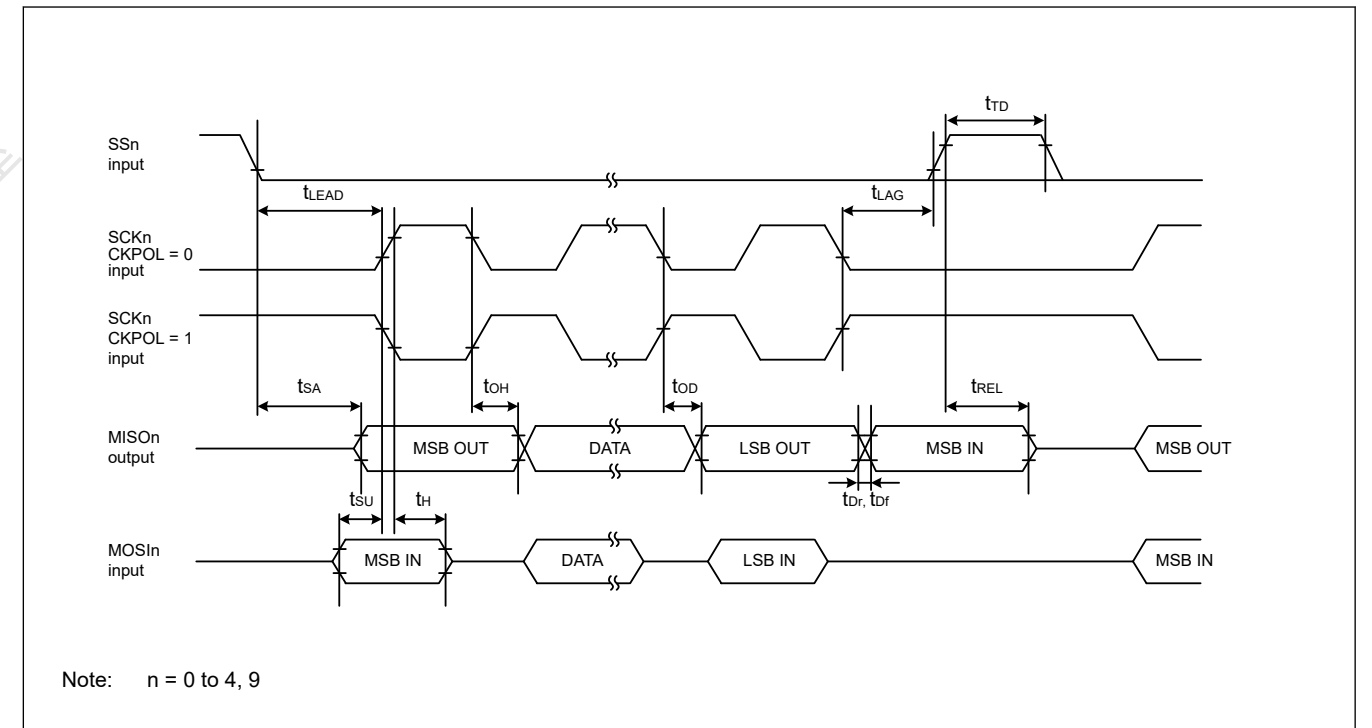 tTD
SSn
input
tLEAD
tLAG
SCKn
CKPOL = 0
input
SCKn
CKPOL = 1
input
tSA
tOH
tOD
tREL
MISOn
output
MSB OUT
DATA
LSB OUT
MSB IN
MSB OUT
tSU
tH
tDr, tDf
MOSIn
input
MSB IN
DATA
LSB IN
MSB IN
Note: n = 0 to 4, 9